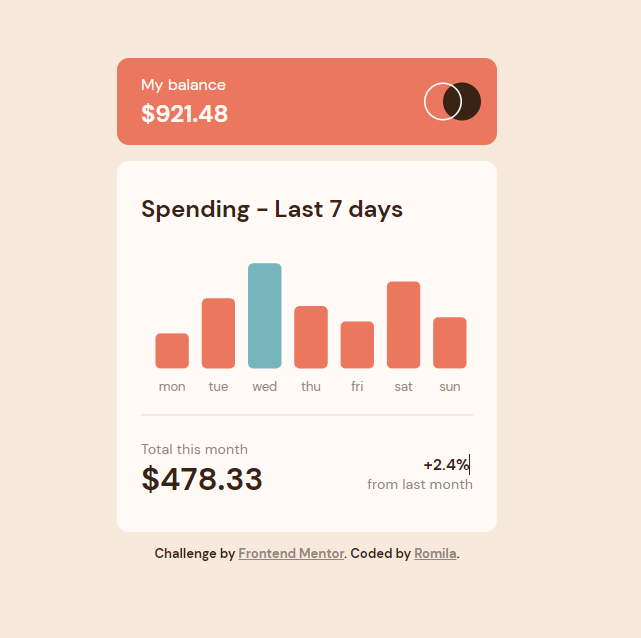 My balance
$921.48
Spending - Last 7 days
mon tue wed thu fri sat sun
Total this month
$478.33
+2.4%
from last month
Challenge by Frontend Mentor. Coded by Romila.